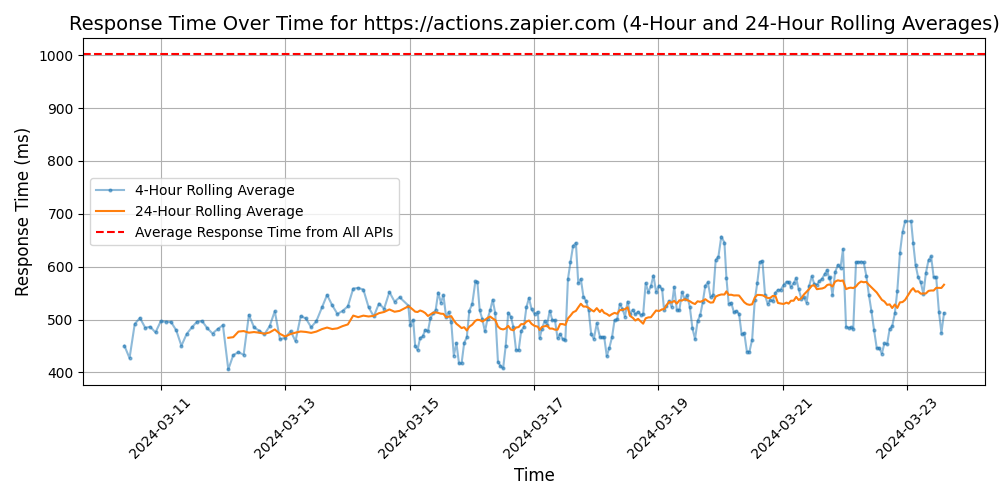 Response Time Over Time for https://actions.zapier.com (4-Hour and 24-Hour Rolling Averages)
Response Time (ms)
1000
900
800
700
600
500
400
4-Hour Rolling Average
24-Hour Rolling Average
Average Response Time from All APIs
2024-03-11
2024-03-13
2024-03-15
2024-03-17
2024-03-19
2024-03-21
2024-03-23
Time